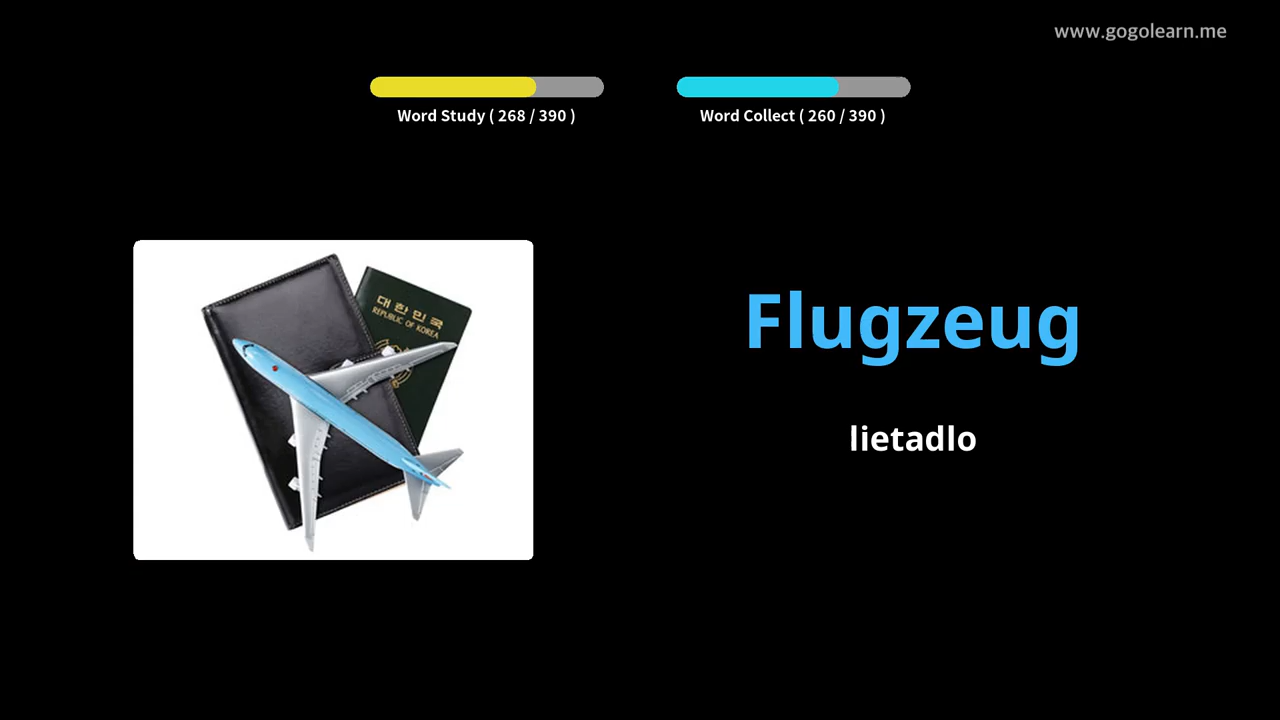 www.gogolearn.me
Word Study ( 268 / 390 )
Word Collect ( 260 / 390 )
대한민국
REPUBLIC OF KOREA
Flugzeug
lietadlo